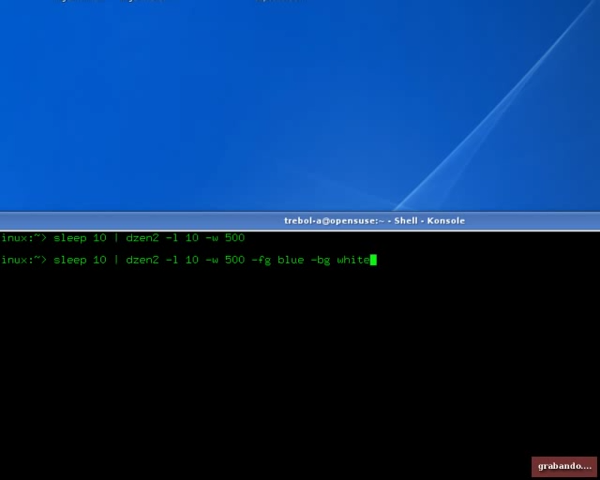 trebol-a@opensuse:~ - Shell - Konsole
inux:~> sleep 10 | dzen2 -l 10 -w 500
inux:~> sleep 10 | dzen2 -l 10 -w 500 -fg blue -bg white
grabando....